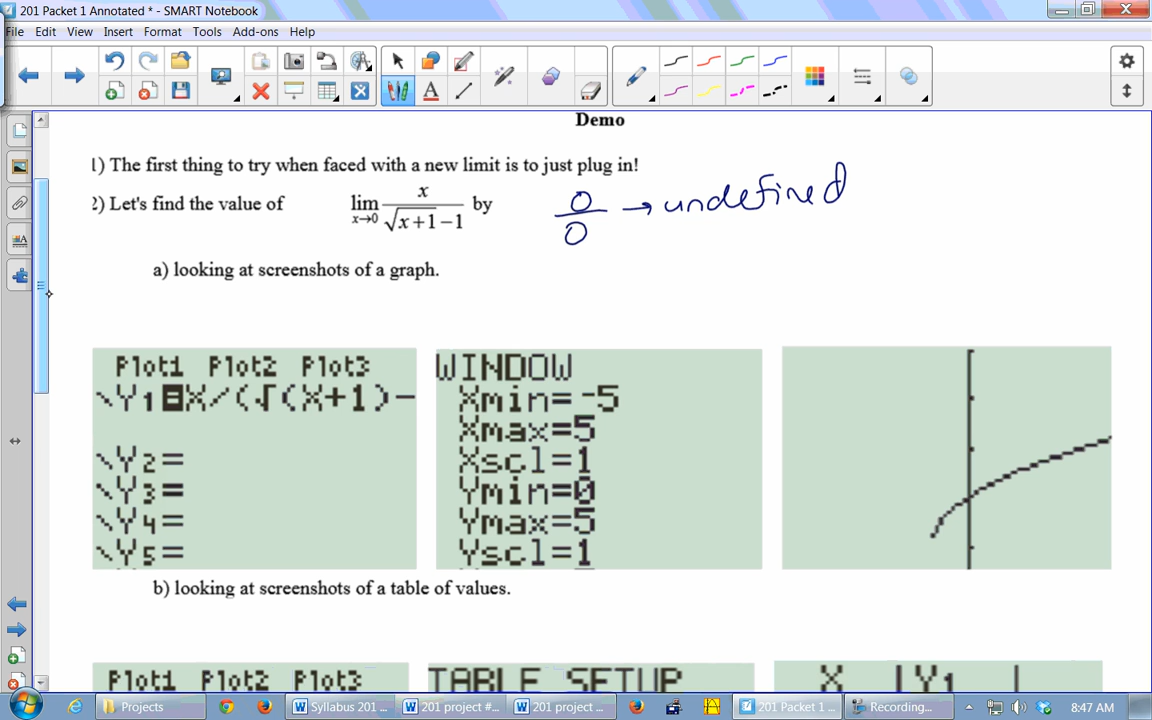 201 Packet 1 Annotated * - SMART Notebook
File Edit View Insert Format Tools Add-ons Help
Demo
1) The first thing to try when faced with a new limit is to just plug in!
2) Let's find the value of lim x→0 x/(√x+1 −1) by
0/0 → undefined
a) looking at screenshots of a graph.
Plot1 Plot2 Plot3
\Y1=X/(√(X+1)-
\Y2=
\Y3=
\Y4=
\Y5=
WINDOW
Xmin=-5
Xmax=5
Xscl=1
Ymin=0
Ymax=5
Yscl=1
b) looking at screenshots of a table of values.
Plot1 Plot2 Plot3
TABLE SETUP
X Y1
Projects
Syllabus 201 ...
201 project #...
201 project ...
201 Packet 1 ...
Recording...
8:47 AM